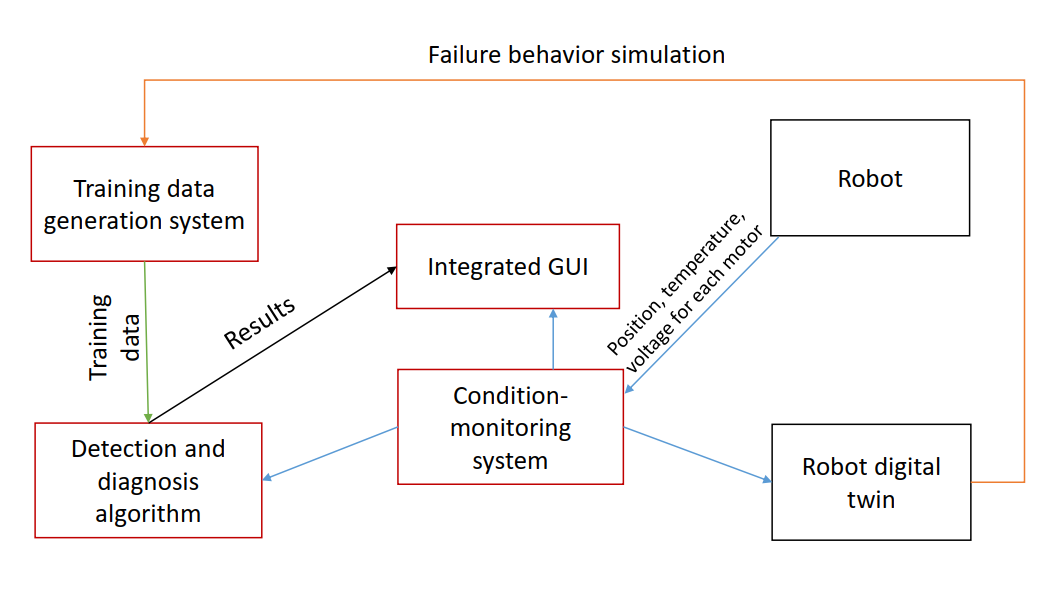 Failure behavior simulation
Training data
generation system
Robot
Integrated GUI
Position, temperature,
voltage for each motor
Training
data
Results
Condition-
monitoring
system
Detection and
diagnosis
algorithm
Robot digital
twin